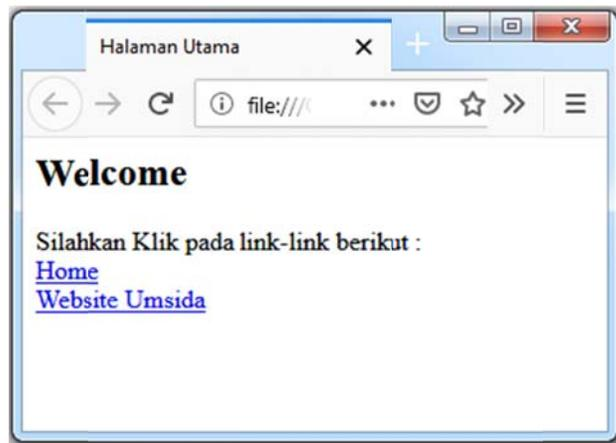 Halaman Utama
file:///
Welcome
Silahkan Klik pada link-link berikut :
Home
Website Umsida